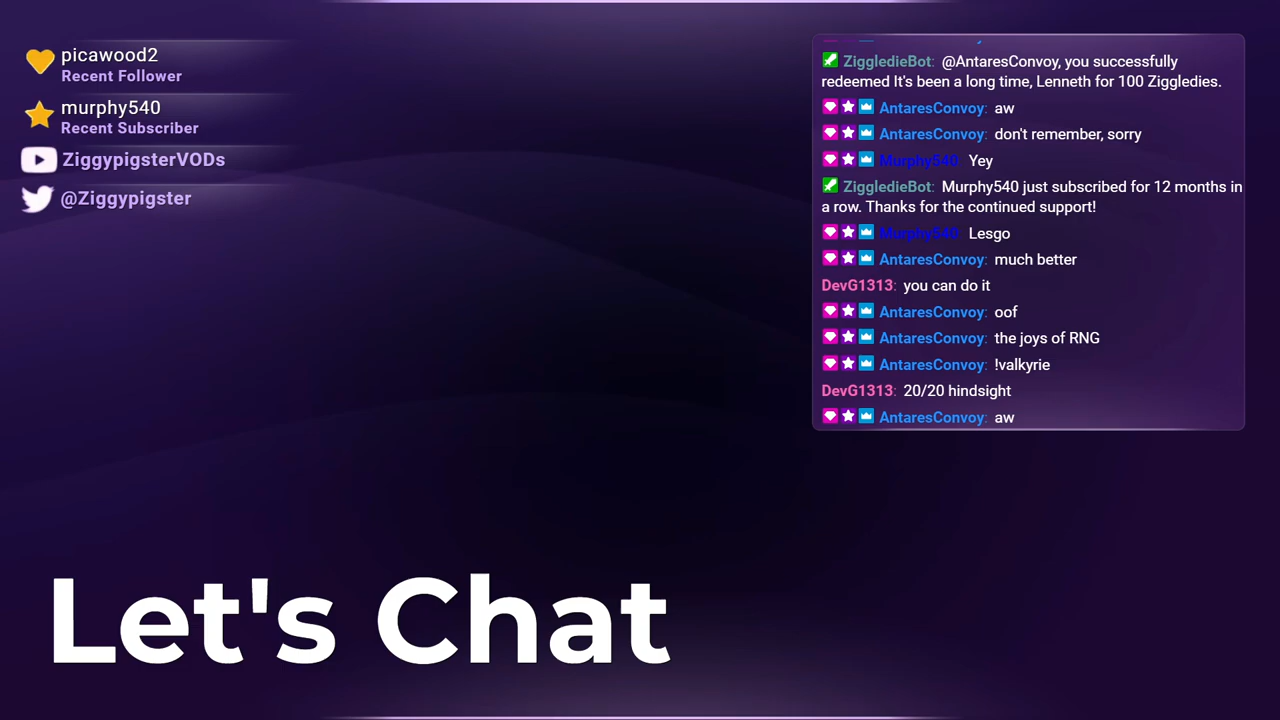 picawood2
Recent Follower
murphy540
Recent Subscriber
ZiggypigsterVODs
@Ziggypigster
ZiggledieBot: @AntaresConvoy, you successfully
redeemed It's been a long time, Lenneth for 100 Ziggledies.
AntaresConvoy: aw
AntaresConvoy: don't remember, sorry
Murphy540: Yey
ZiggledieBot: Murphy540 just subscribed for 12 months in
a row. Thanks for the continued support!
Murphy540: Lesgo
AntaresConvoy: much better
DevG1313: you can do it
AntaresConvoy: oof
AntaresConvoy: the joys of RNG
AntaresConvoy: !valkyrie
DevG1313: 20/20 hindsight
AntaresConvoy: aw
Let's Chat